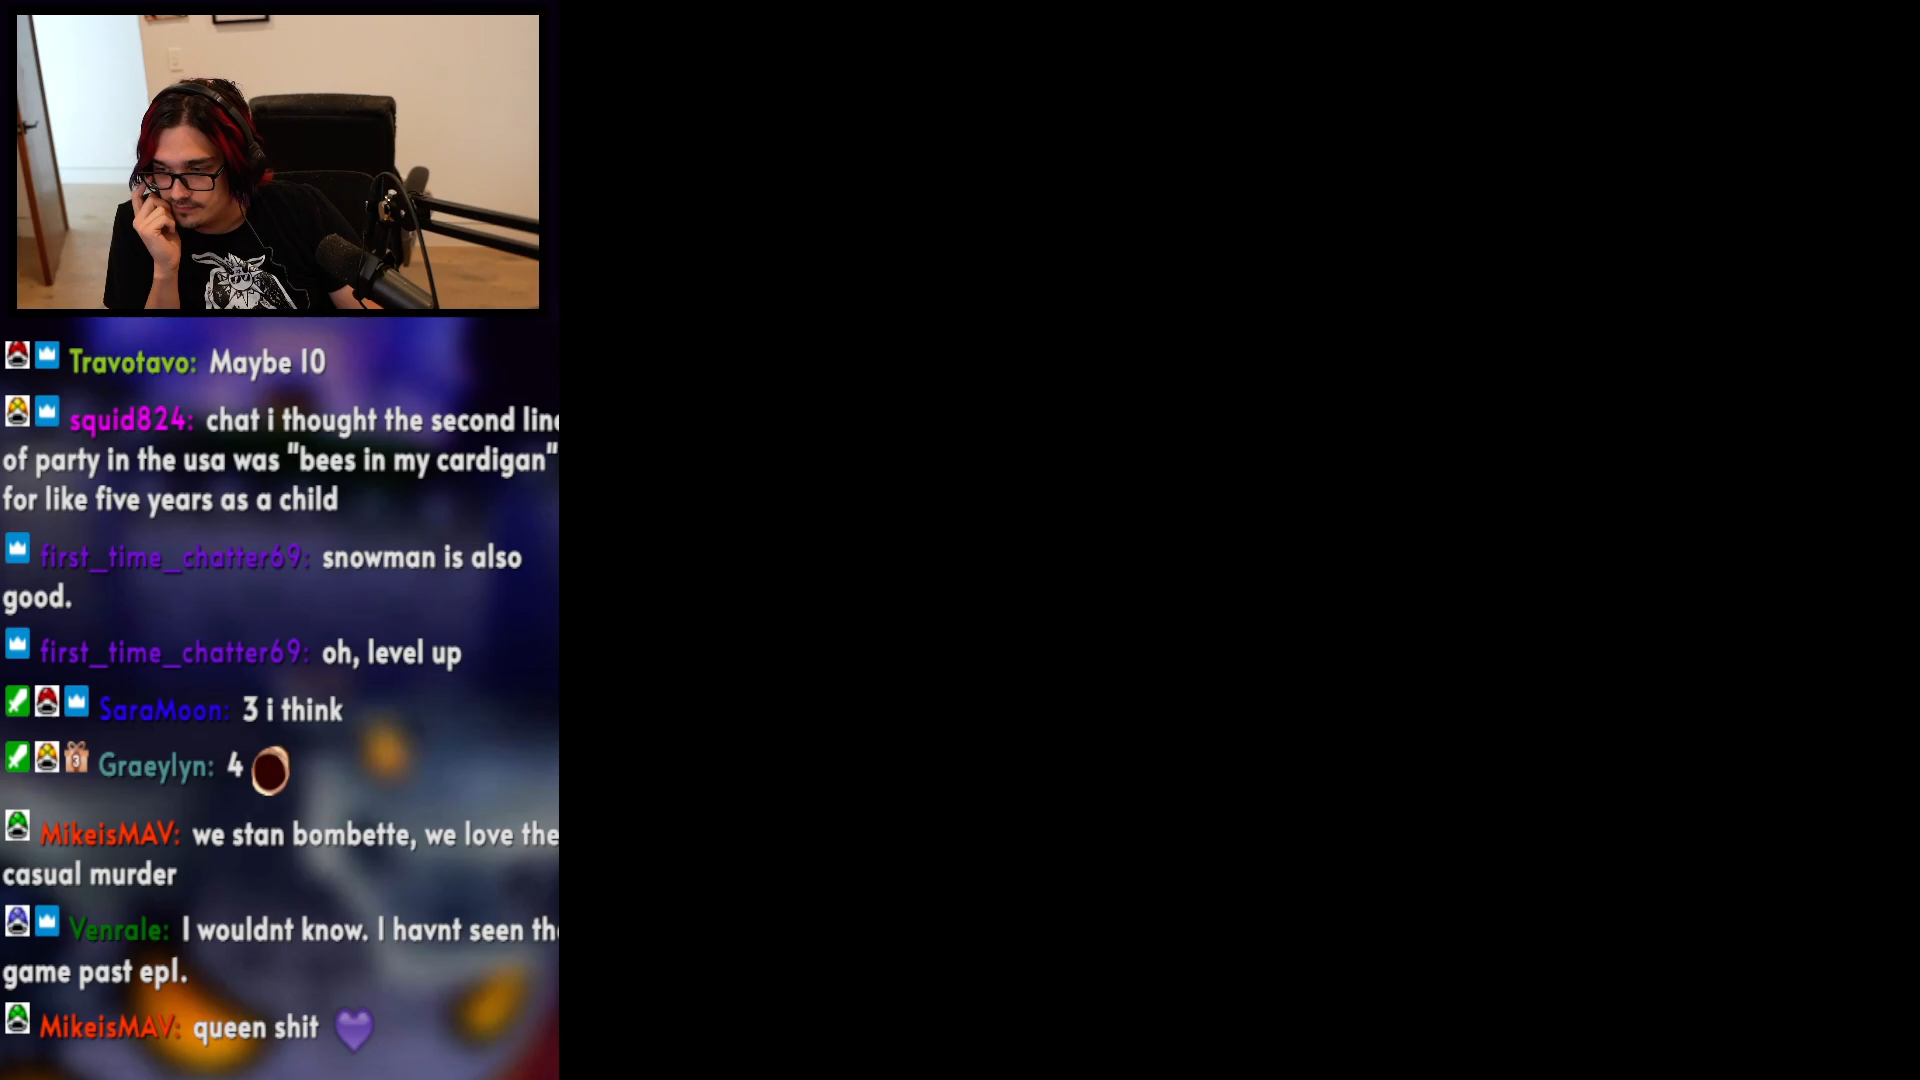 Travotavo: Maybe 10
squid824: chat i thought the second line
of party in the usa was "bees in my cardigan"
for like five years as a child
first_time_chatter69: snowman is also
good.
first_time_chatter69: oh, level up
SaraMoon: 3 i think
3 Graeylyn: 4
MikeisMAV: we stan bombette, we love the
casual murder
Venrale: I wouldnt know. I havnt seen th
game past epl.
MikeisMAV: queen shit